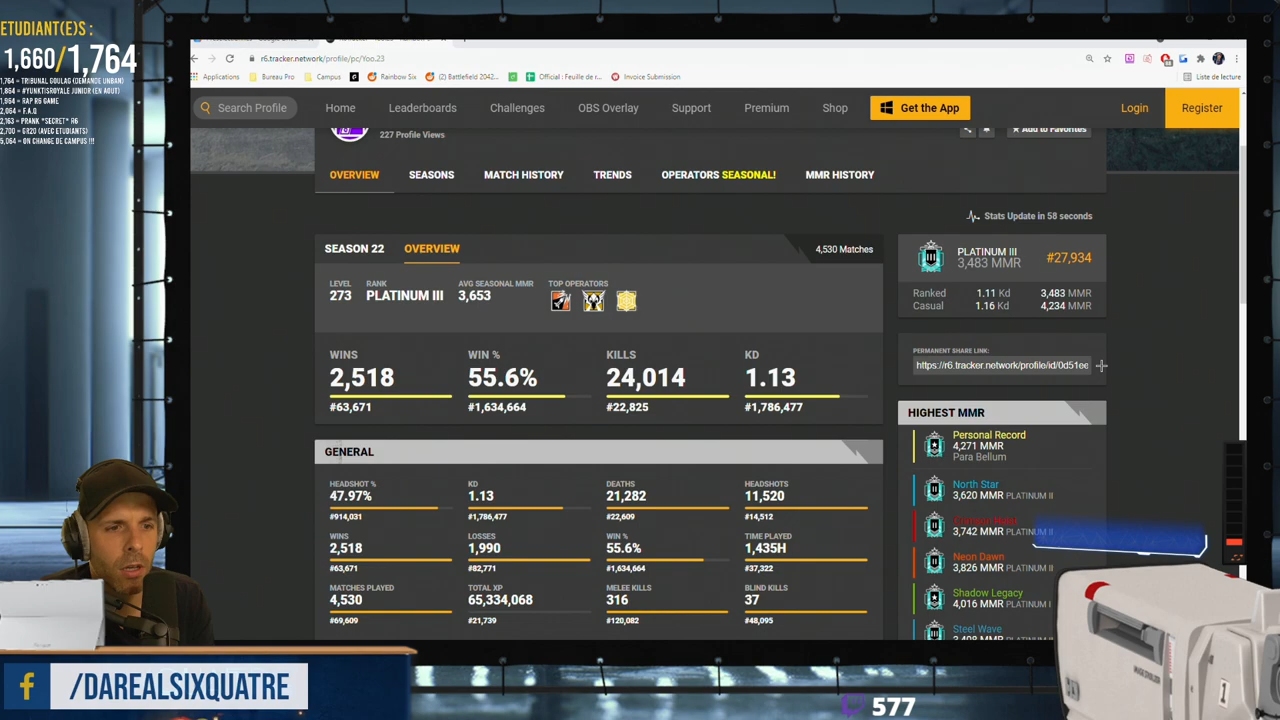 ETUDIANT(E)S :
1,660/1,764
1,764 = TRIBUNAL GOULAG (DEMANDE UNBAN)
1,864 = #YUNKTISROYALE JUNIOR (EN AOUT)
1,964 = RAP R6 GAME
2,064 = F.A.Q
2,163 = PRANK "SECRET" R6
2,700 = GR20 (AVEC ETUDIANTS)
5,064 = ON CHANGE DE CAMPUS !!!
r6.tracker.network/profile/pc/Yoo.23
Applications Bureau Pro Campus Rainbow Six (2) Battlefield 2042... Official : Feuille de r... Invoice Submission Liste de lecture
Search Profile Home Leaderboards Challenges OBS Overlay Support Premium Shop Get the App Login Register
227 Profile Views
Add to Favorites
OVERVIEW SEASONS MATCH HISTORY TRENDS OPERATORS SEASONAL! MMR HISTORY
Stats Update in 58 seconds
SEASON 22 OVERVIEW 4,530 Matches
LEVEL RANK AVG SEASONAL MMR TOP OPERATORS
273 PLATINUM III 3,653
WINS WIN % KILLS KD
2,518 55.6% 24,014 1.13
#63,671 #1,634,664 #22,825 #1,786,477
GENERAL
HEADSHOT % KD DEATHS HEADSHOTS
47.97% 1.13 21,282 11,520
#914,031 #1,786,477 #22,609 #14,512
WINS LOSSES WIN % TIME PLAYED
2,518 1,990 55.6% 1,435H
#63,671 #82,771 #1,634,664 #37,322
MATCHES PLAYED TOTAL XP MELEE KILLS BLIND KILLS
4,530 65,334,068 316 37
#69,609 #21,739 #120,082 #48,095
PLATINUM III #27,934
3,483 MMR
Ranked 1.11 Kd 3,483 MMR
Casual 1.16 Kd 4,234 MMR
PERMANENT SHARE LINK:
https://r6.tracker.network/profile/id/0d51ee
HIGHEST MMR
Personal Record
4,271 MMR
Para Bellum
North Star
3,620 MMR PLATINUM II
3,742 MMR PLATINUM II
Neon Dawn
3,826 MMR PLATINUM II
Shadow Legacy
4,016 MMR PLATINUM I
Steel Wave
/DAREALSIXQUATRE
577
1